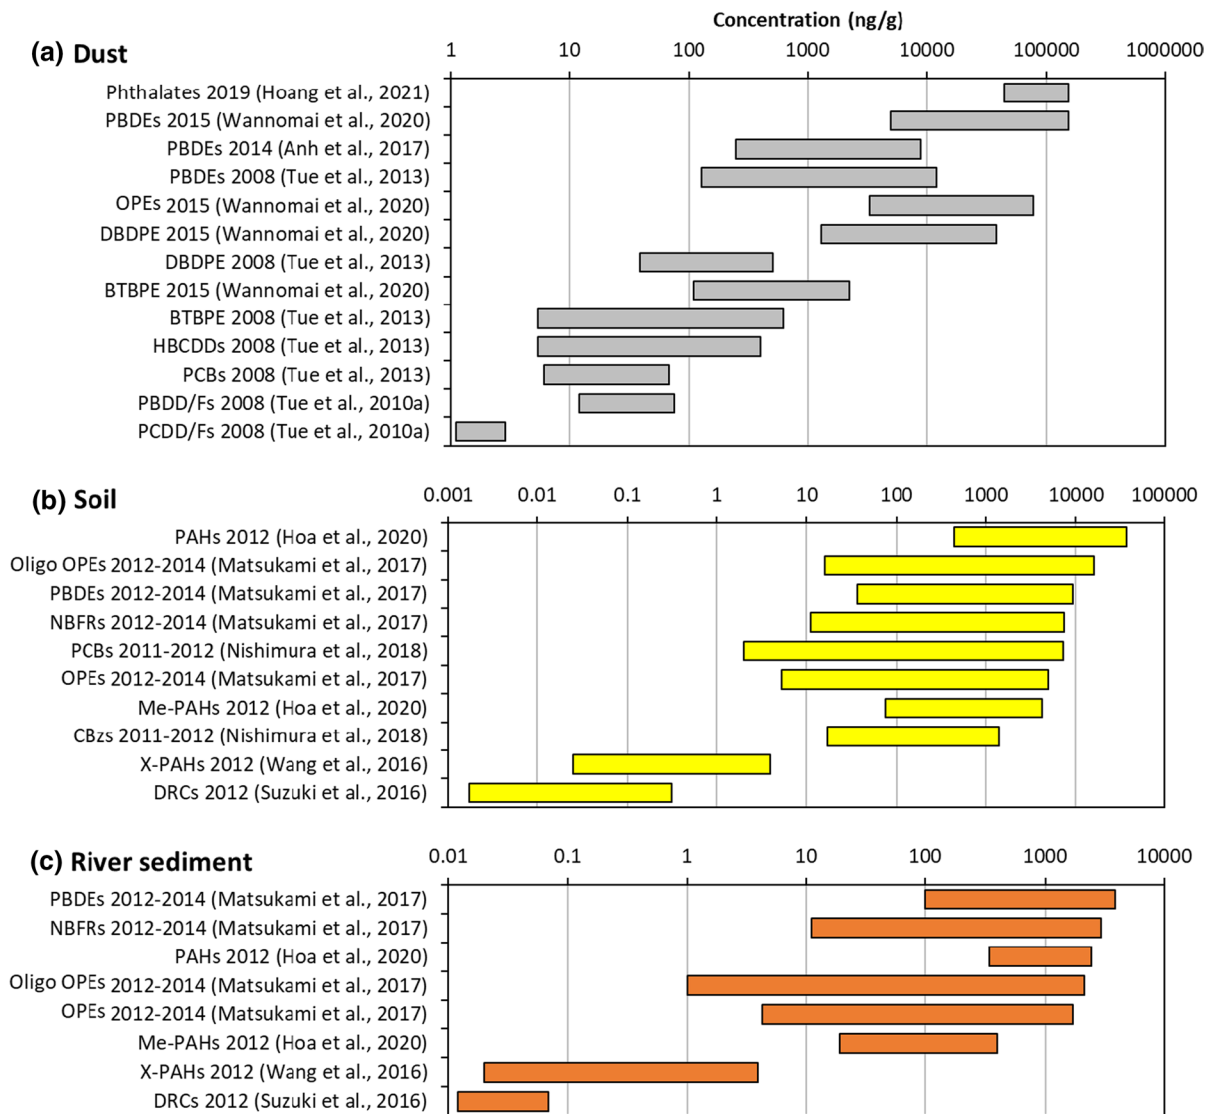 Concentration (ng/g)
(a) Dust
1 10 100 1000 10000 100000 1000000
Phthalates 2019 (Hoang et al., 2021)
PBDEs 2015 (Wannomai et al., 2020)
PBDEs 2014 (Anh et al., 2017)
PBDEs 2008 (Tue et al., 2013)
OPEs 2015 (Wannomai et al., 2020)
DBDPE 2015 (Wannomai et al., 2020)
DBDPE 2008 (Tue et al., 2013)
BTBPE 2015 (Wannomai et al., 2020)
BTBPE 2008 (Tue et al., 2013)
HBCDDs 2008 (Tue et al., 2013)
PCBs 2008 (Tue et al., 2013)
PBDD/Fs 2008 (Tue et al., 2010a)
PCDD/Fs 2008 (Tue et al., 2010a)
(b) Soil
0.001 0.01 0.1 1 10 100 1000 10000 100000
PAHs 2012 (Hoa et al., 2020)
Oligo OPEs 2012-2014 (Matsukami et al., 2017)
PBDEs 2012-2014 (Matsukami et al., 2017)
NBFRs 2012-2014 (Matsukami et al., 2017)
PCBs 2011-2012 (Nishimura et al., 2018)
OPEs 2012-2014 (Matsukami et al., 2017)
Me-PAHs 2012 (Hoa et al., 2020)
CBzs 2011-2012 (Nishimura et al., 2018)
X-PAHs 2012 (Wang et al., 2016)
DRCs 2012 (Suzuki et al., 2016)
(c) River sediment
0.01 0.1 1 10 100 1000 10000
PBDEs 2012-2014 (Matsukami et al., 2017)
NBFRs 2012-2014 (Matsukami et al., 2017)
PAHs 2012 (Hoa et al., 2020)
Oligo OPEs 2012-2014 (Matsukami et al., 2017)
OPEs 2012-2014 (Matsukami et al., 2017)
Me-PAHs 2012 (Hoa et al., 2020)
X-PAHs 2012 (Wang et al., 2016)
DRCs 2012 (Suzuki et al., 2016)